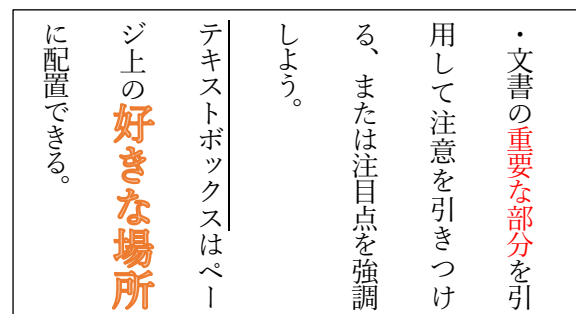 ・文書の重要な部分を引
用して注意を引きつけ
る、または注目点を強調
しよう。
テキストボックスはペー
ジ上の好きな場所
に配置できる。